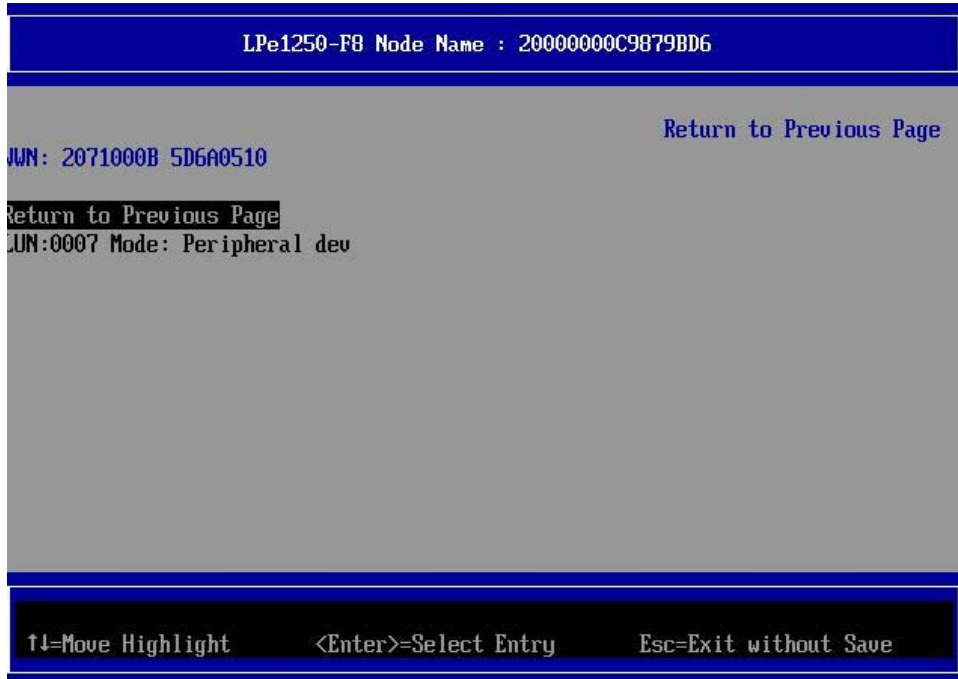 LPe1250-F8 Node Name : 20000000C9879BD6
Return to Previous Page
WWN: 2071000B 5D6A0510
Return to Previous Page
LUN:0007 Mode: Peripheral dev
↑↓=Move Highlight <Enter>=Select Entry Esc=Exit without Save